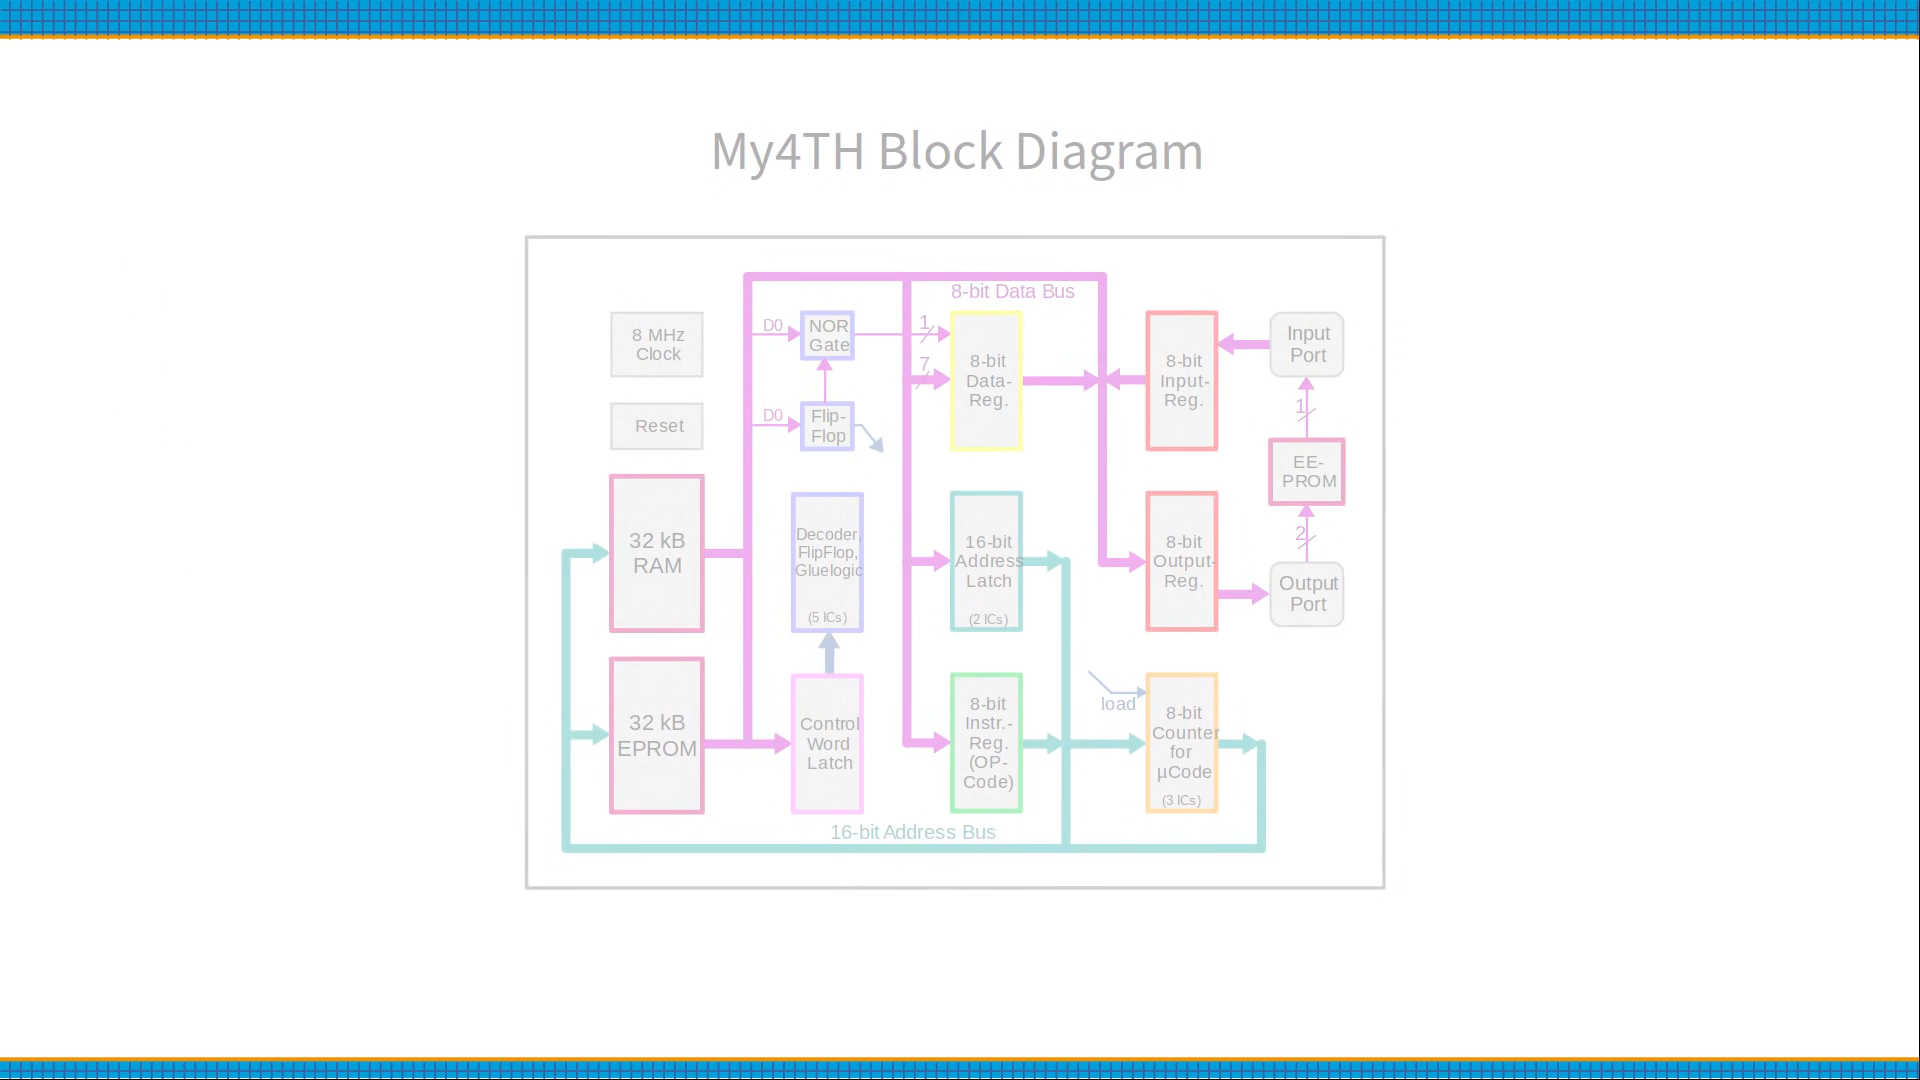 My4TH Block Diagram
8-bit Data Bus
8 MHz
Clock
D0
NOR
Gate
1
7
8-bit
Data-
Reg.
8-bit
Input-
Reg.
Input
Port
Reset
D0
Flip-
Flop
1
EE-
PROM
2
32 kB
RAM
Decoder,
FlipFlop,
Gluelogic
(5 ICs)
16-bit
Address
Latch
(2 ICs)
8-bit
Output-
Reg.
Output
Port
32 kB
EPROM
Control
Word
Latch
8-bit
Instr.-
Reg.
(OP-
Code)
load
8-bit
Counter
for
µCode
(3 ICs)
16-bit Address Bus